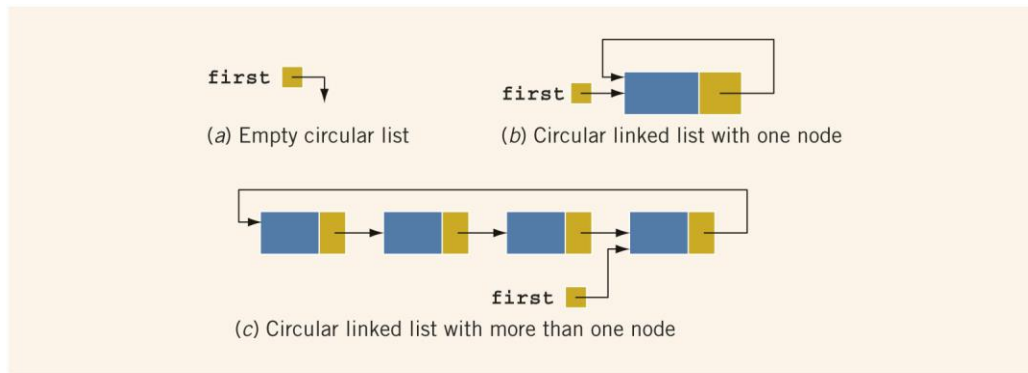 first
(a) Empty circular list
first
(b) Circular linked list with one node
first
(c) Circular linked list with more than one node